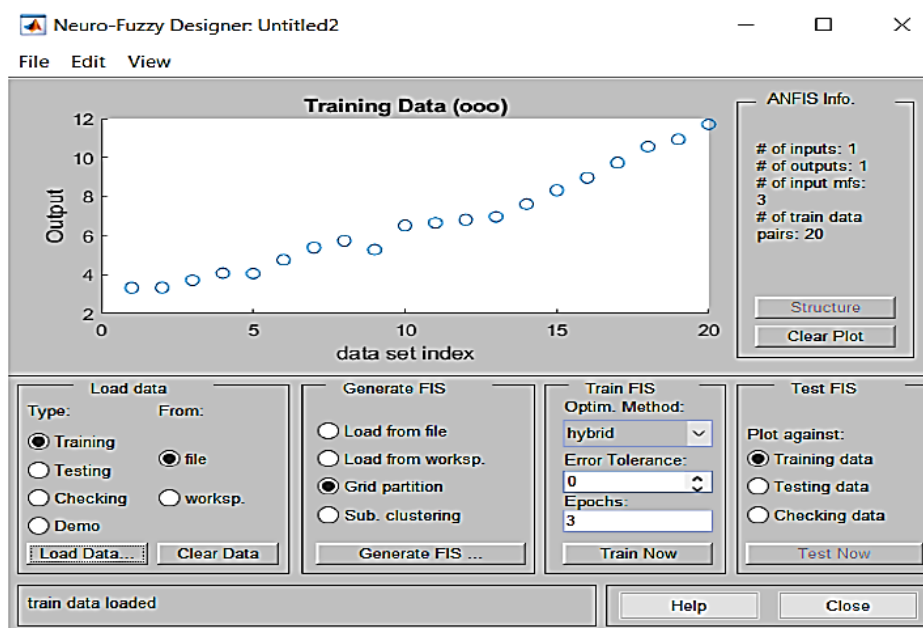 Neuro-Fuzzy Designer: Untitled2
File Edit View
Training Data (ooo)
12
10
8
6
4
2
Output
0 5 10 15 20
data set index
ANFIS Info.
# of inputs: 1
# of outputs: 1
# of input mfs:
3
# of train data
pairs: 20
Structure
Clear Plot
Load data
Type: From:
Training
file
Testing
Checking
worksp.
Demo
Load Data... Clear Data
Generate FIS
Load from file
Load from worksp.
Grid partition
Sub. clustering
Generate FIS ...
Train FIS
Optim. Method:
hybrid
Error Tolerance:
0
Epochs:
3
Train Now
Test FIS
Plot against:
Training data
Testing data
Checking data
Test Now
train data loaded
Help Close